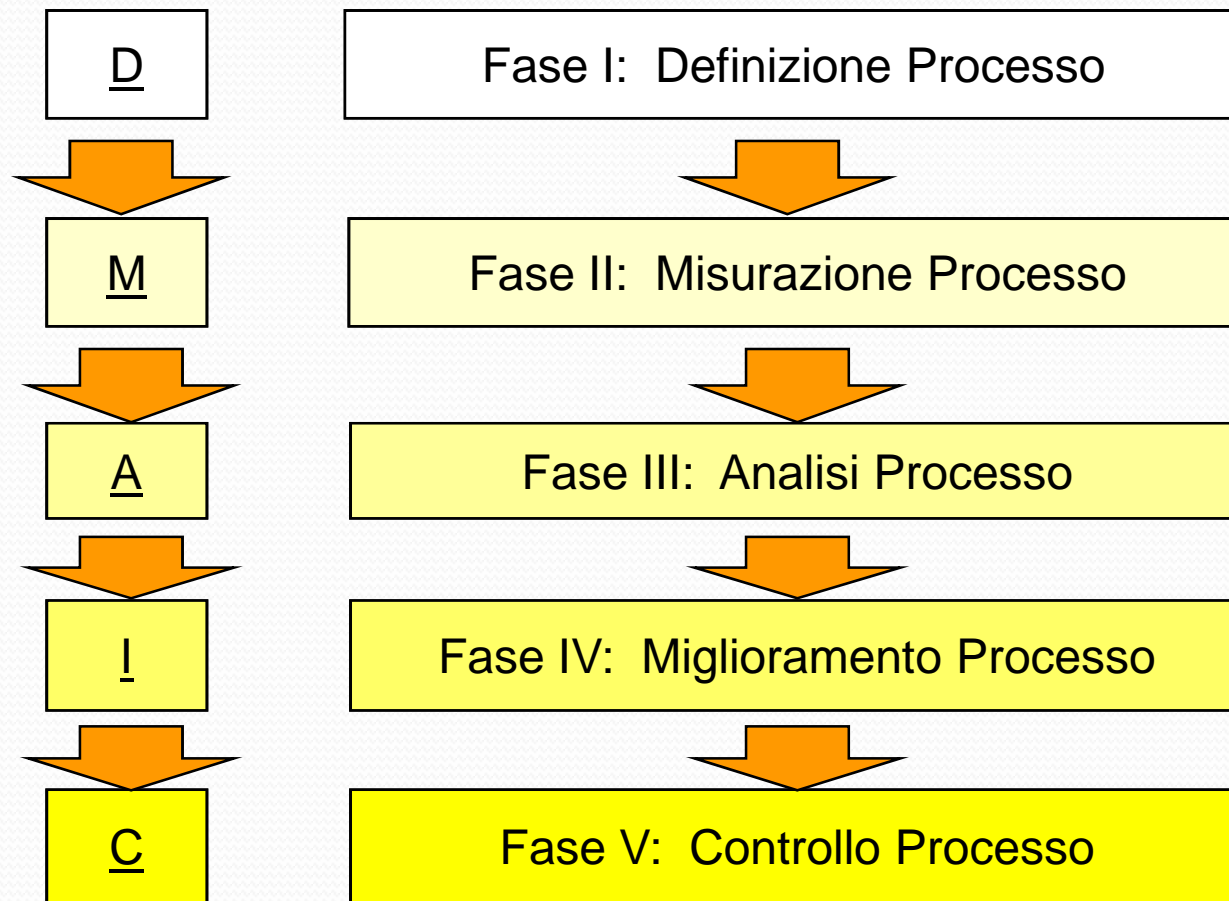 D
Fase I: Definizione Processo
M
Fase II: Misurazione Processo
A
Fase III: Analisi Processo
I
Fase IV: Miglioramento Processo
C
Fase V: Controllo Processo